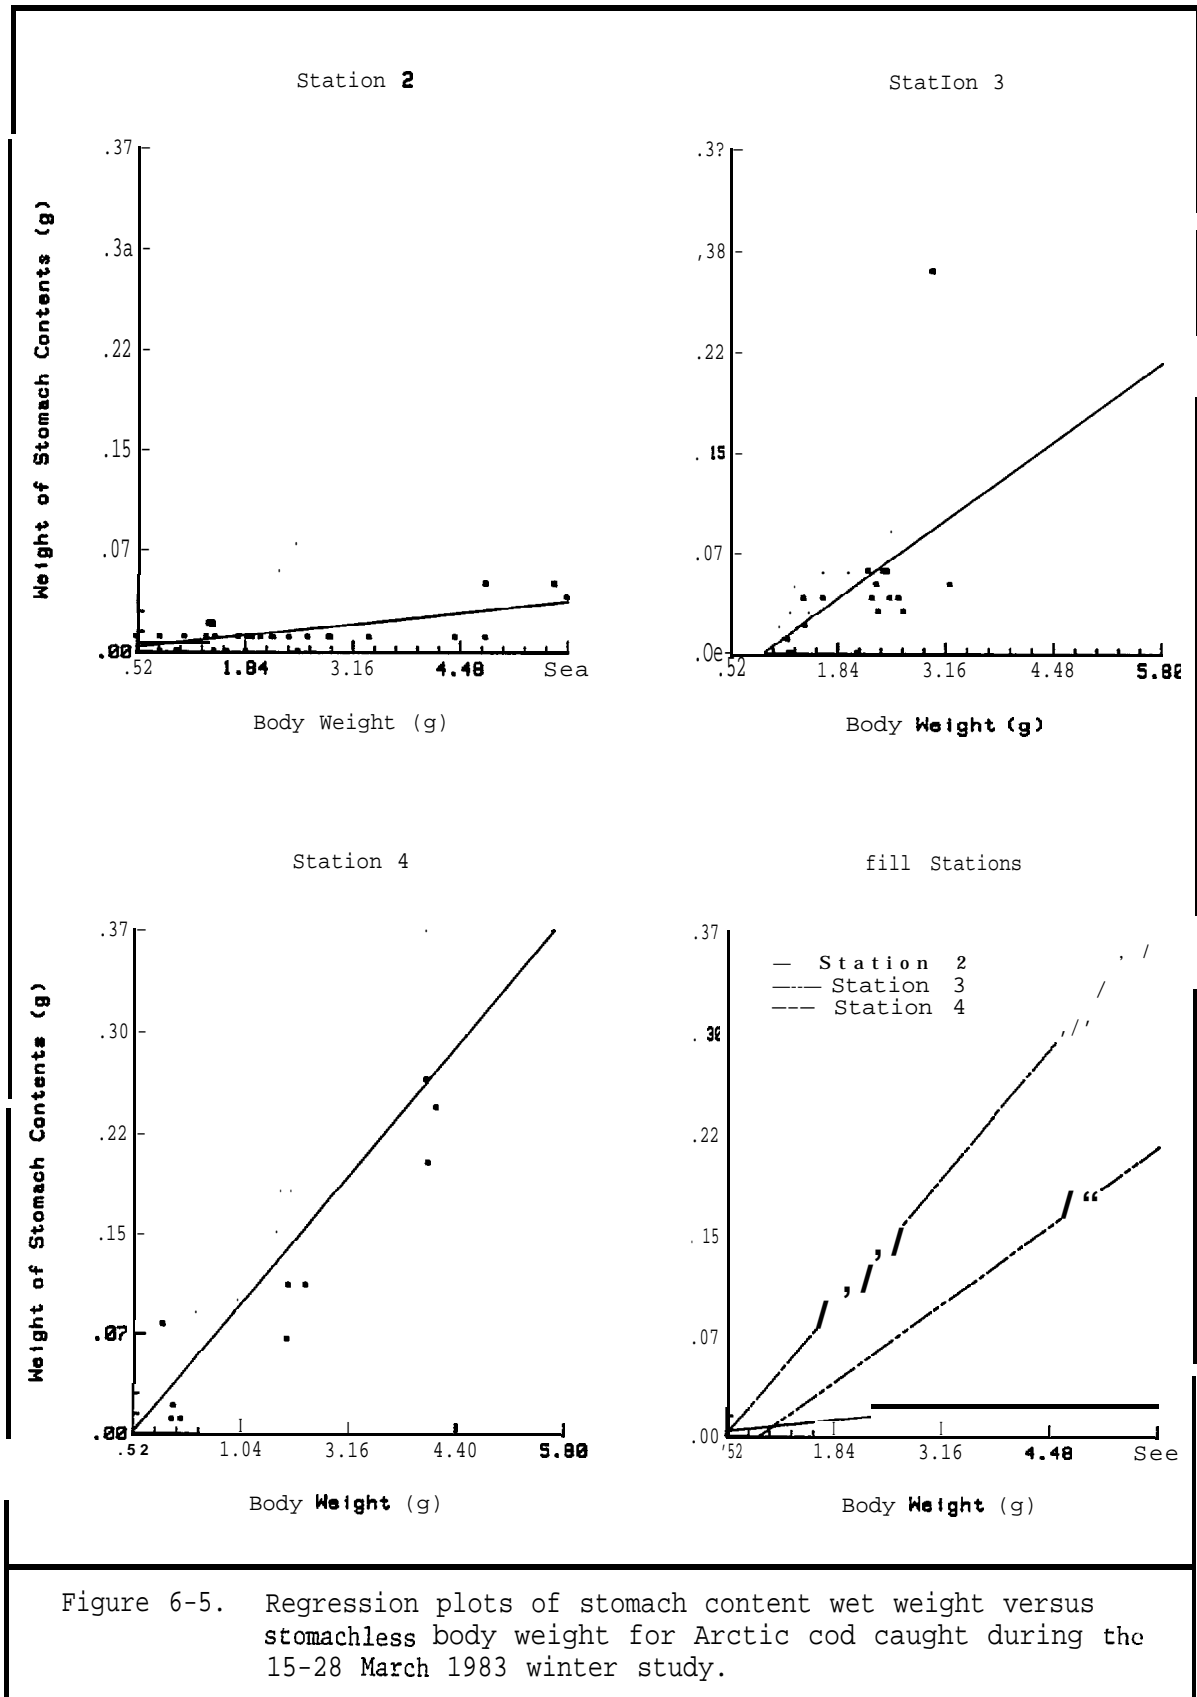 Station 2
StatIon 3
.37
.3a
.22
.15
.07
.00
.52 1.84 3.16 4.48 Sea
Weight of Stomach Contents (g)
Body Weight (g)
.3?
,38
.22
.15
.07
.0e
.52 1.84 3.16 4.48 5.82
Body Weight (g)
Station 4
fill Stations
.37
.30
.22
.15
.07
.00
.52 1.04 3.16 4.40 5.80
Weight of Stomach Contents (g)
Body Weight (g)
.37
.30
.22
.15
.07
.00
'52 1.84 3.16 4.48 See
— Station 2
—--— Station 3
—-–- Station 4
Body Weight (g)
Figure 6-5. Regression plots of stomach content wet weight versus
stomachless body weight for Arctic cod caught during the
15-28 March 1983 winter study.